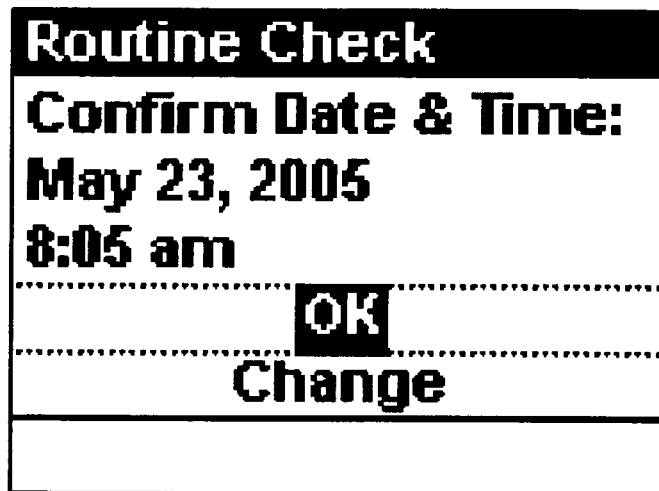 Routine Check
Confirm Date & Time:
May 23, 2005
8:05 am
OK
Change